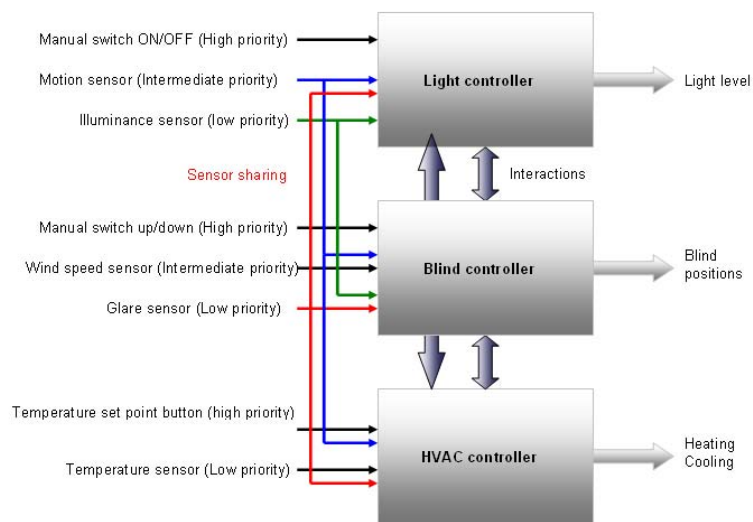 Manual switch ON/OFF (High priority)
Motion sensor (Intermediate priority)
Illuminance sensor (low priority)
Light controller
Light level
Sensor sharing
Interactions
Manual switch up/down (High priority)
Wind speed sensor (Intermediate priority)
Glare sensor (Low priority)
Blind controller
Blind
positions
Temperature set point button (high priority)
Temperature sensor (Low priority)
HVAC controller
Heating
Cooling